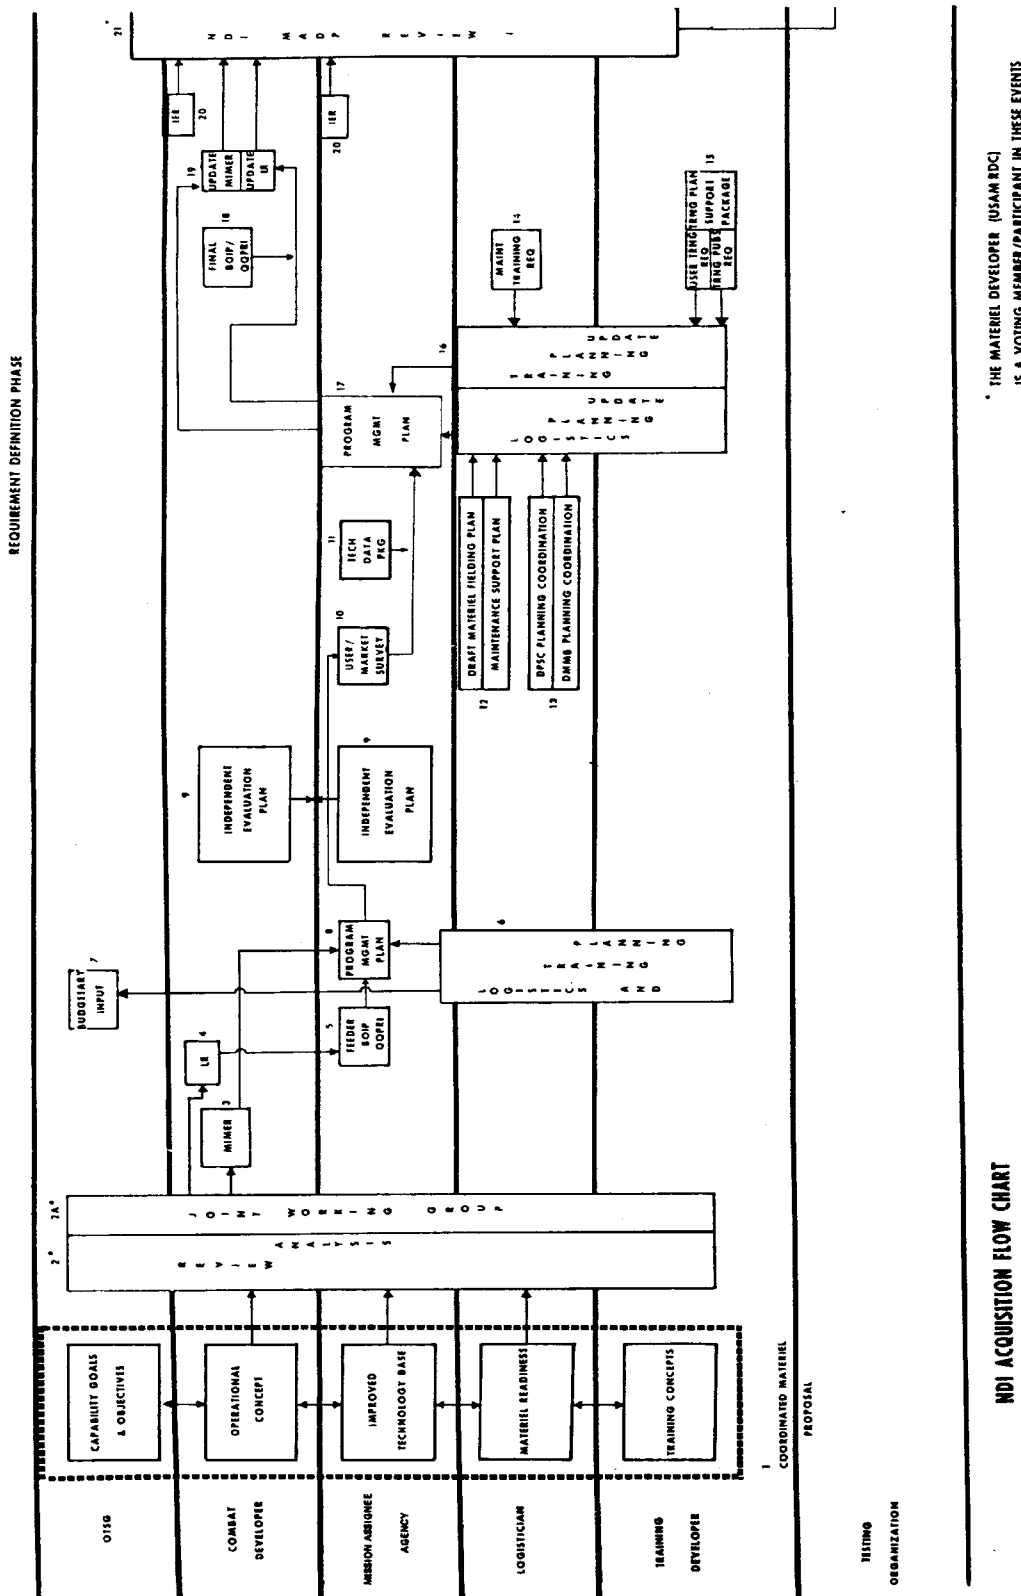 REQUIREMENT DEFINITION PHASE
OTSG
COMBAT
DEVELOPER
MISSION ASSIGNEE
AGENCY
LOGISTICIAN
TRAINING
DEVELOPER
TESTING
ORGANIZATION
CAPABILITY GOALS
& OBJECTIVES
OPERATIONAL
CONCEPT
IMPROVED
TECHNOLOGY BASE
MATERIEL READINESS
TRAINING CONCEPTS
1
COORDINATED MATERIEL
PROPOSAL
2*
REVIEW
ANALYSIS
2A*
JOINT WORKING GROUP
MIMER
3
LR
4
FEEDER
BOIP
QQPRI
5
LOGISTICS AND
TRAINING
PLANNING
6
BUDGETARY
INPUT
7
PROGRAM
MGMT
PLAN
8
INDEPENDENT
EVALUATION
PLAN
9
INDEPENDENT
EVALUATION
PLAN
9
USER/
MARKET
SURVEY
10
TECH
DATA
PKG
11
DRAFT MATERIEL FIELDING PLAN
MAINTENANCE SUPPORT PLAN
12
DPSC PLANNING COORDINATION
DMMB PLANNING COORDINATION
13
MAINT
TRAINING
REQ
14
USER TRNG
REQ
TRNG PUBS
REQ
TRNG PLAN
SUPPORT
PACKAGE
15
LOGISTICS
PLANNING
UPDATE
TRAINING
PLANNING
UPDATE
16
PROGRAM
MGMT
PLAN
17
FINAL
BOIP/
QQPRI
18
UPDATE
MIMER
UPDATE
LR
19
IER
20
IER
20
21*
NDI MADP REVIEW I
* THE MATERIEL DEVELOPER (USAMRDC)
IS A VOTING MEMBER/PARTICIPANT IN THESE EVENTS
NDI ACQUISITION FLOW CHART